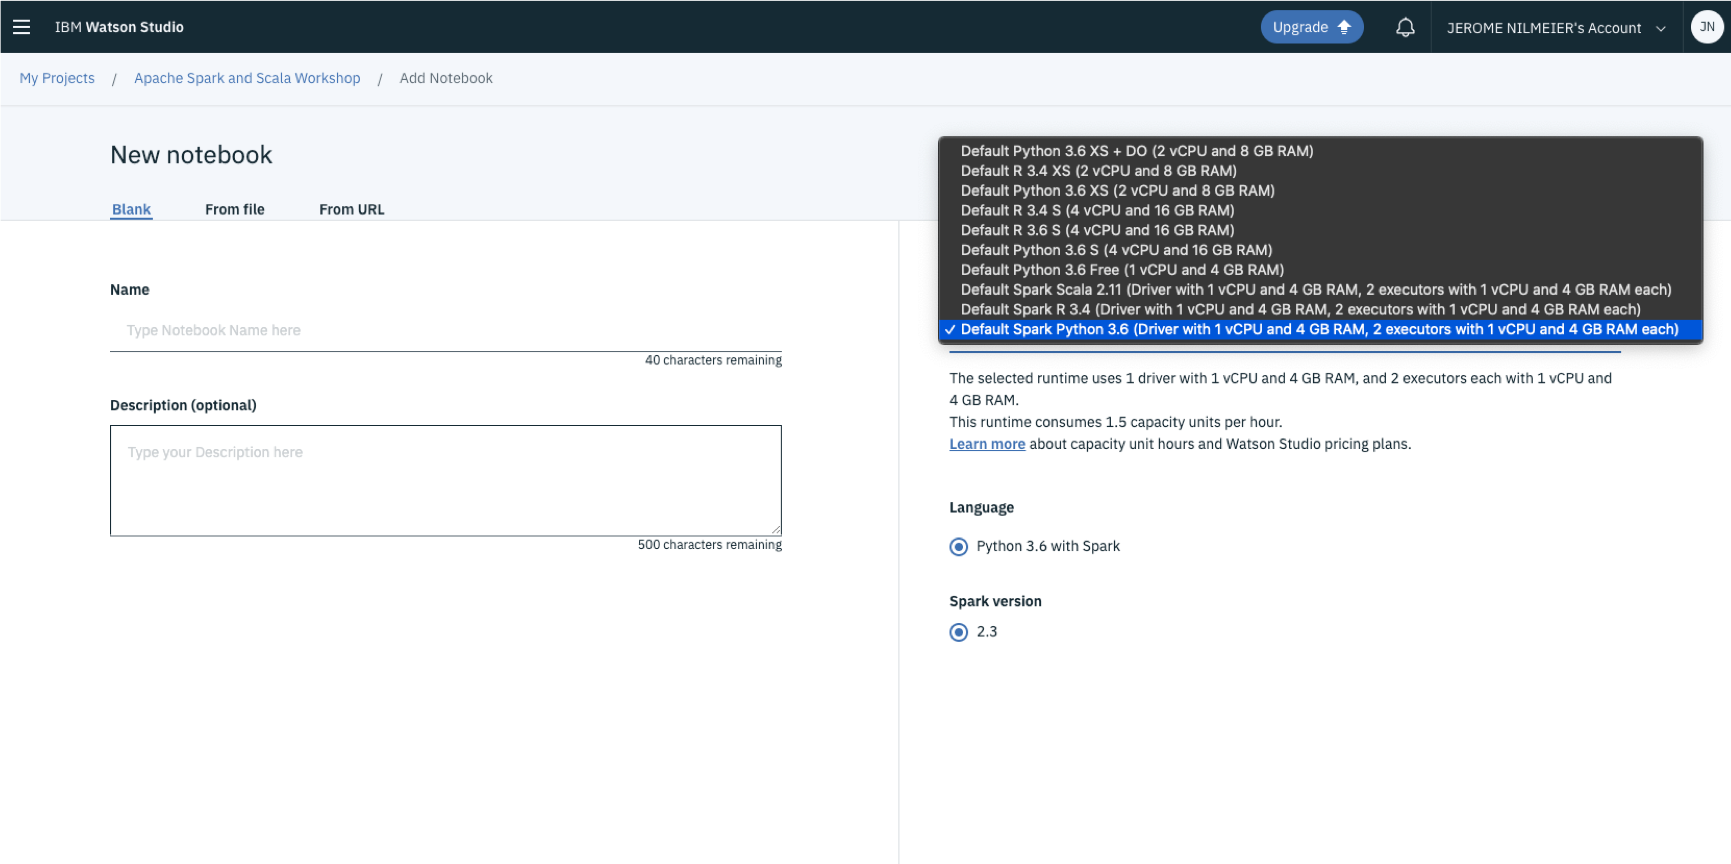 IBM Watson Studio
Upgrade
JEROME NILMEIER's Account
JN
My Projects / Apache Spark and Scala Workshop / Add Notebook
New notebook
Blank
From file
From URL
Name
Type Notebook Name here
40 characters remaining
Description (optional)
Type your Description here
500 characters remaining
Default Python 3.6 XS + DO (2 vCPU and 8 GB RAM)
Default R 3.4 XS (2 vCPU and 8 GB RAM)
Default Python 3.6 XS (2 vCPU and 8 GB RAM)
Default R 3.4 S (4 vCPU and 16 GB RAM)
Default R 3.6 S (4 vCPU and 16 GB RAM)
Default Python 3.6 S (4 vCPU and 16 GB RAM)
Default Python 3.6 Free (1 vCPU and 4 GB RAM)
Default Spark Scala 2.11 (Driver with 1 vCPU and 4 GB RAM, 2 executors with 1 vCPU and 4 GB RAM each)
Default Spark R 3.4 (Driver with 1 vCPU and 4 GB RAM, 2 executors with 1 vCPU and 4 GB RAM each)
✓ Default Spark Python 3.6 (Driver with 1 vCPU and 4 GB RAM, 2 executors with 1 vCPU and 4 GB RAM each)
The selected runtime uses 1 driver with 1 vCPU and 4 GB RAM, and 2 executors each with 1 vCPU and
4 GB RAM.
This runtime consumes 1.5 capacity units per hour.
Learn more about capacity unit hours and Watson Studio pricing plans.
Language
Python 3.6 with Spark
Spark version
2.3